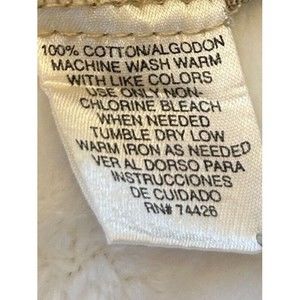 100% COTTON/ALGODON
MACHINE WASH WARM
WITH LIKE COLORS
USE ONLY NON-
CHLORINE BLEACH
WHEN NEEDED
TUMBLE DRY LOW
WARM IRON AS NEEDED
VER AL DORSO PARA
INSTRUCCIONES
DE CUIDADO
RN# 74426